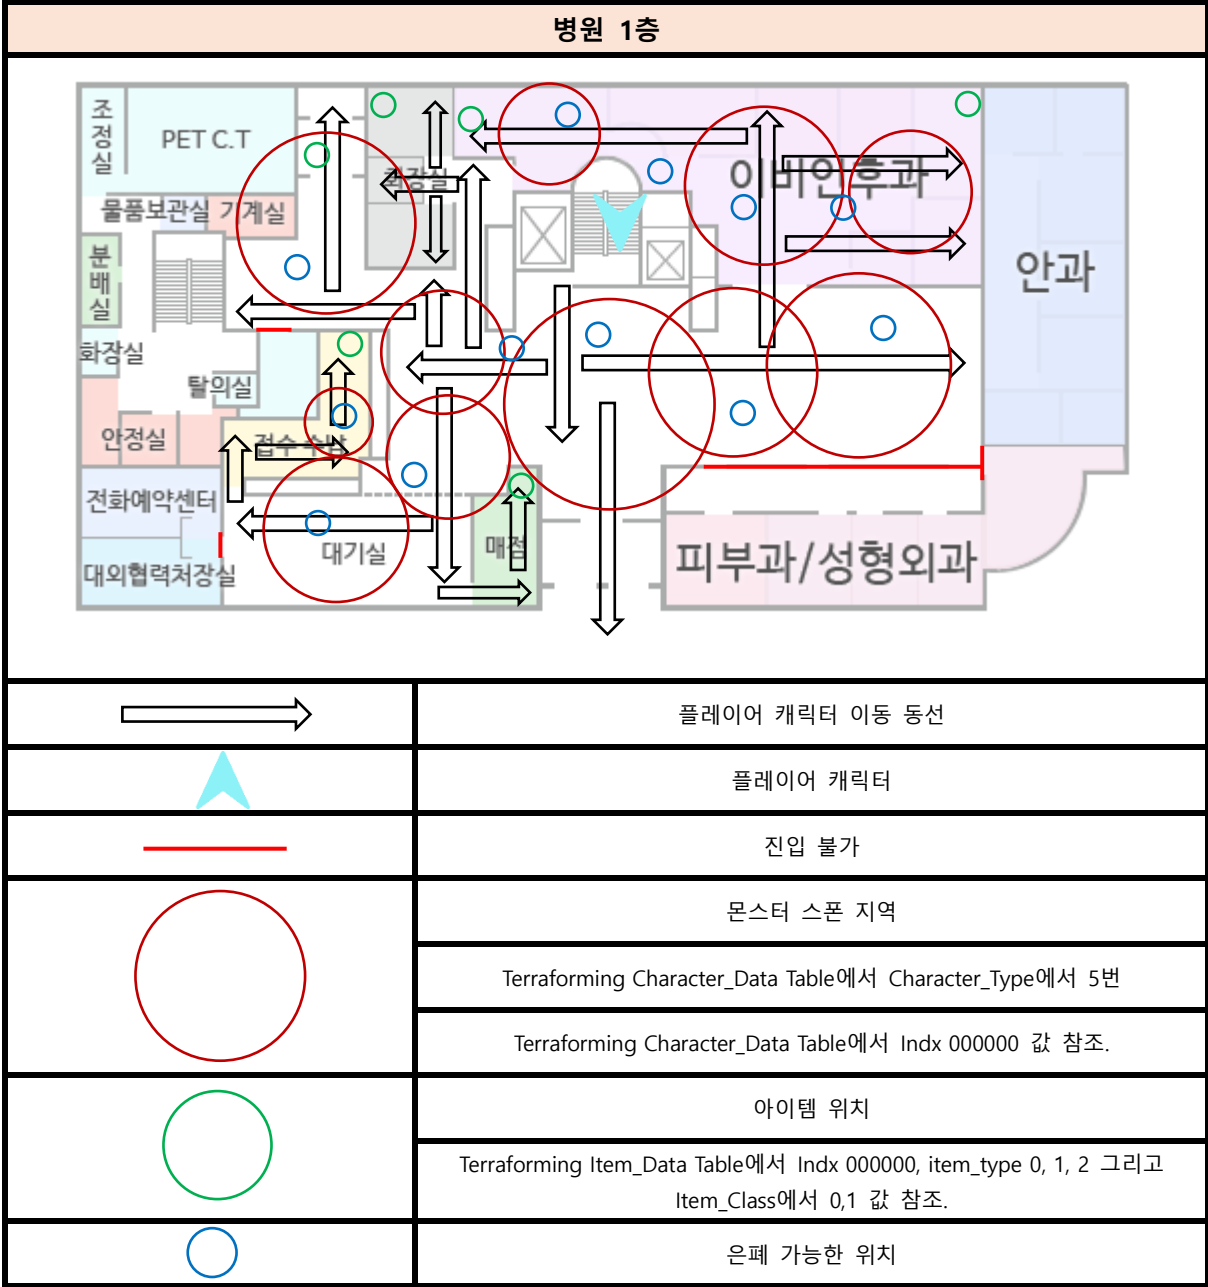 병원 1층
조정실
PET C.T
화장실
이비인후과
물품보관실
기계실
분배실
안과
화장실
탈의실
안정실
접수 수납
전화예약센터
대기실
매점
피부과/성형외과
대외협력처장실
플레이어 캐릭터 이동 동선
플레이어 캐릭터
진입 불가
몬스터 스폰 지역
Terraforming Character_Data Table에서 Character_Type에서 5번
Terraforming Character_Data Table에서 Indx 000000 값 참조.
아이템 위치
Terraforming Item_Data Table에서 Indx 000000, item_type 0, 1, 2 그리고
Item_Class에서 0,1 값 참조.
은폐 가능한 위치